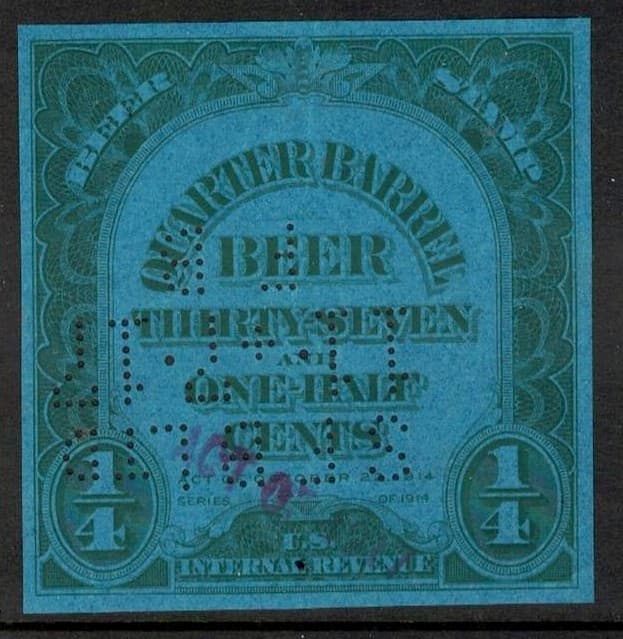 BEER STAMP
QUARTER BARREL
BEER
THIRTY-SEVEN
AND
ONE-HALF
CENTS
ACT OF OCTOBER 22, 1914
SERIES OF 1914
1/4 1/4
U.S.
INTERNAL REVENUE